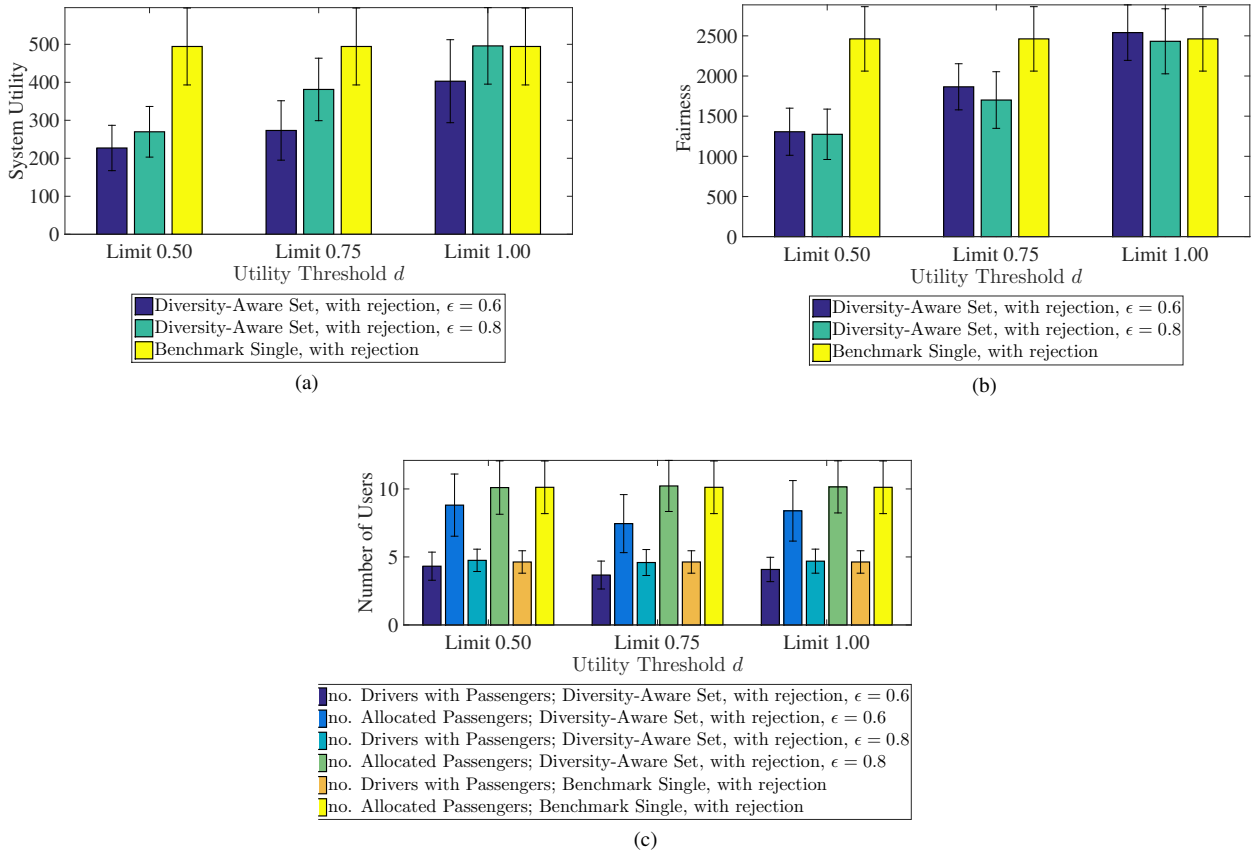 System Utility
500
400
300
200
100
0
Limit 0.50 Limit 0.75 Limit 1.00
Utility Threshold d
Diversity-Aware Set, with rejection, ϵ = 0.6
Diversity-Aware Set, with rejection, ϵ = 0.8
Benchmark Single, with rejection
(a)
Fairness
2500
2000
1500
1000
500
0
Limit 0.50 Limit 0.75 Limit 1.00
Utility Threshold d
Diversity-Aware Set, with rejection, ϵ = 0.6
Diversity-Aware Set, with rejection, ϵ = 0.8
Benchmark Single, with rejection
(b)
Number of Users
10
5
0
Limit 0.50 Limit 0.75 Limit 1.00
Utility Threshold d
no. Drivers with Passengers; Diversity-Aware Set, with rejection, ϵ = 0.6
no. Allocated Passengers; Diversity-Aware Set, with rejection, ϵ = 0.6
no. Drivers with Passengers; Diversity-Aware Set, with rejection, ϵ = 0.8
no. Allocated Passengers; Diversity-Aware Set, with rejection, ϵ = 0.8
no. Drivers with Passengers; Benchmark Single, with rejection
no. Allocated Passengers; Benchmark Single, with rejection
(c)